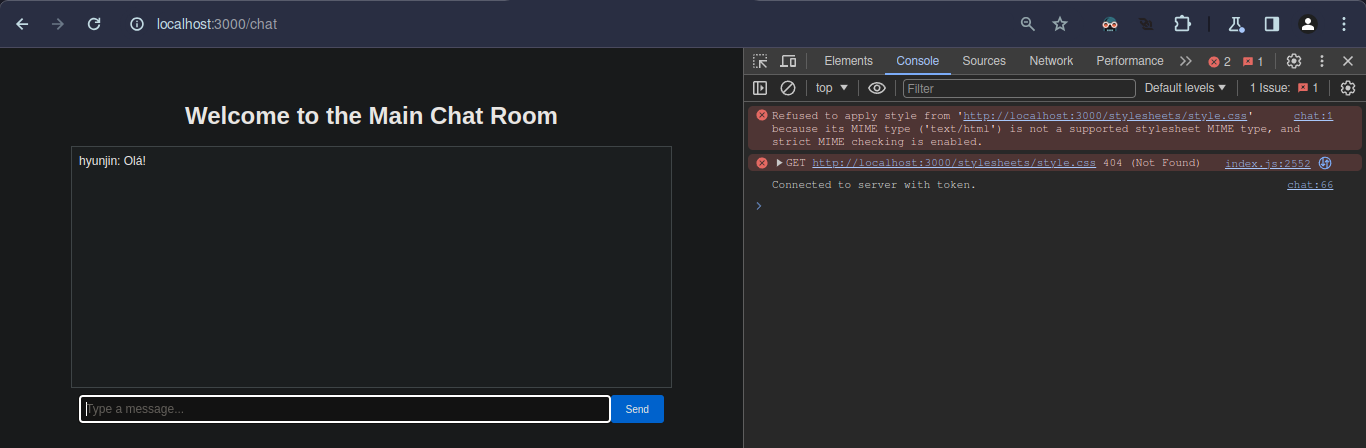 localhost:3000/chat
Elements Console Sources Network Performance 2 1
top Filter Default levels 1 Issue: 1
Welcome to the Main Chat Room
hyunjin: Olá!
Type a message...
Send
Refused to apply style from 'http://localhost:3000/stylesheets/style.css' chat:1
because its MIME type ('text/html') is not a supported stylesheet MIME type, and
strict MIME checking is enabled.
GET http://localhost:3000/stylesheets/style.css 404 (Not Found) index.js:2552
Connected to server with token. chat:66